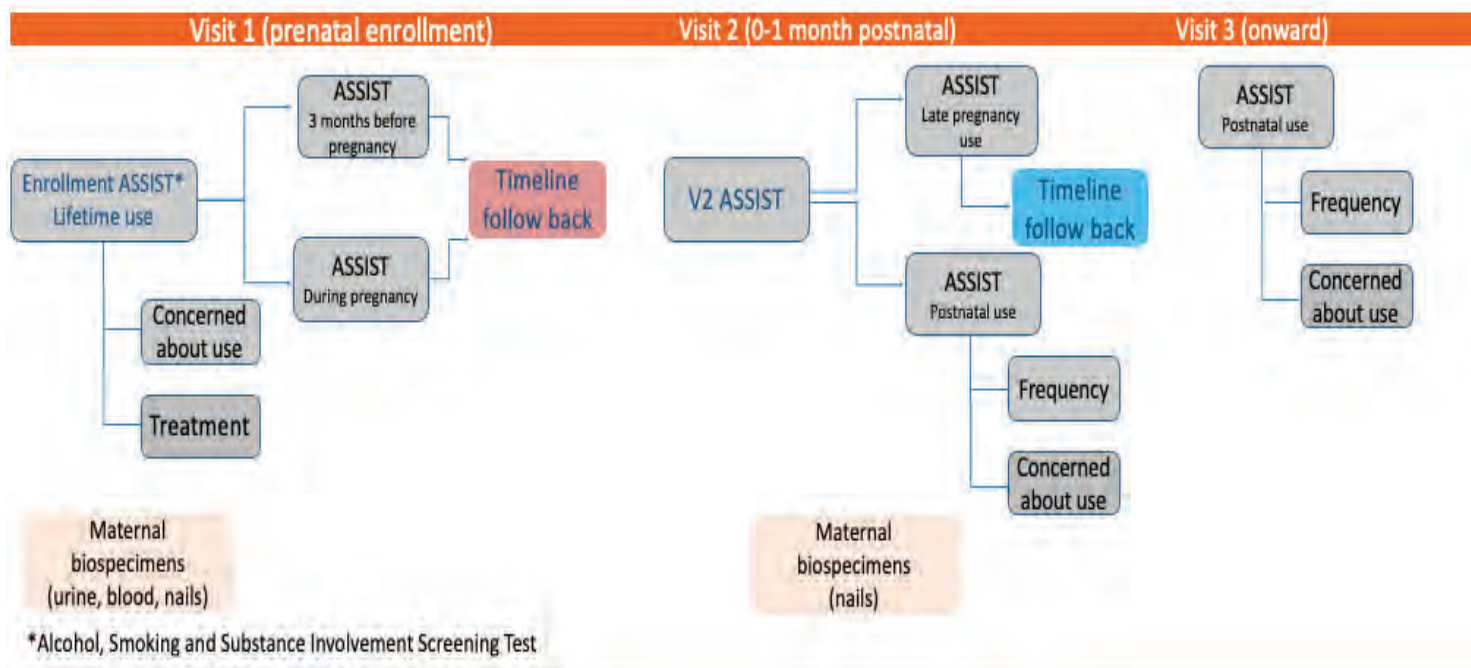 Visit 1 (prenatal enrollment)
Visit 2 (0-1 month postnatal)
Visit 3 (onward)
Enrollment ASSIST*
Lifetime use
ASSIST
3 months before
pregnancy
ASSIST
During pregnancy
Timeline
follow back
Concerned
about use
Treatment
Maternal
biospecimens
(urine, blood, nails)
V2 ASSIST
ASSIST
Late pregnancy
use
Timeline
follow back
ASSIST
Postnatal use
Frequency
Concerned
about use
Maternal
biospecimens
(nails)
ASSIST
Postnatal use
Frequency
Concerned
about use
*Alcohol, Smoking and Substance Involvement Screening Test